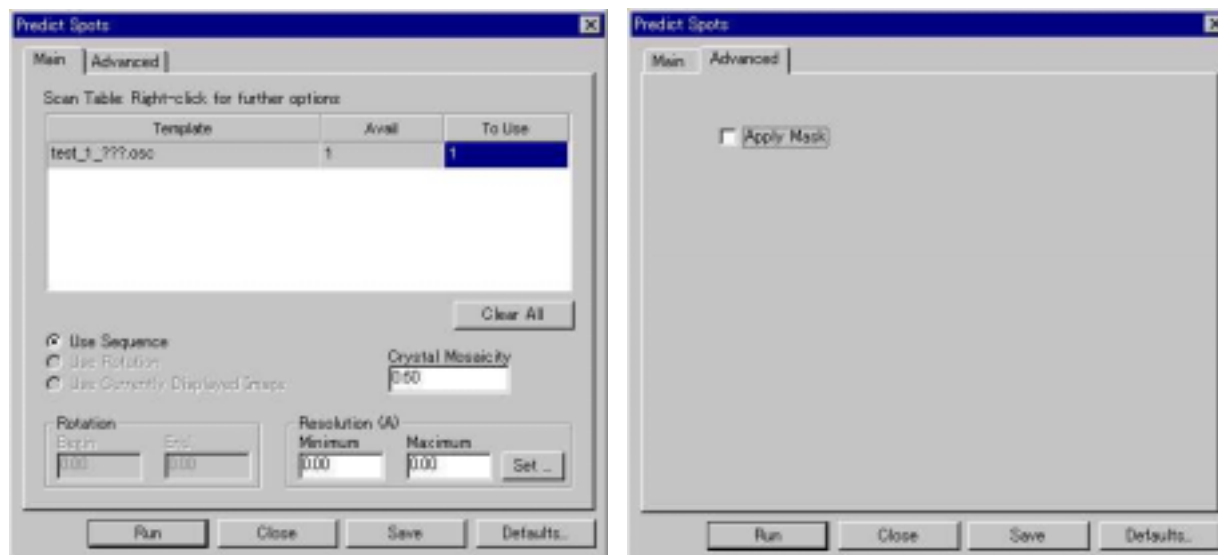 Predict Spots
Main
Advanced
Scan Table: Right-click for further options
Template
Avail
To Use
test_1_???.osc
1
1
Clear All
Use Sequence
Use Rotation
Use Currently Displayed Image
Crystal Mosaicity
0.60
Rotation
Begin
End
0.00
0.00
Resolution (A)
Minimum
Maximum
0.00
0.00
Set ...
Run
Close
Save
Defaults...
Predict Spots
Main
Advanced
Apply Mask
Run
Close
Save
Defaults...